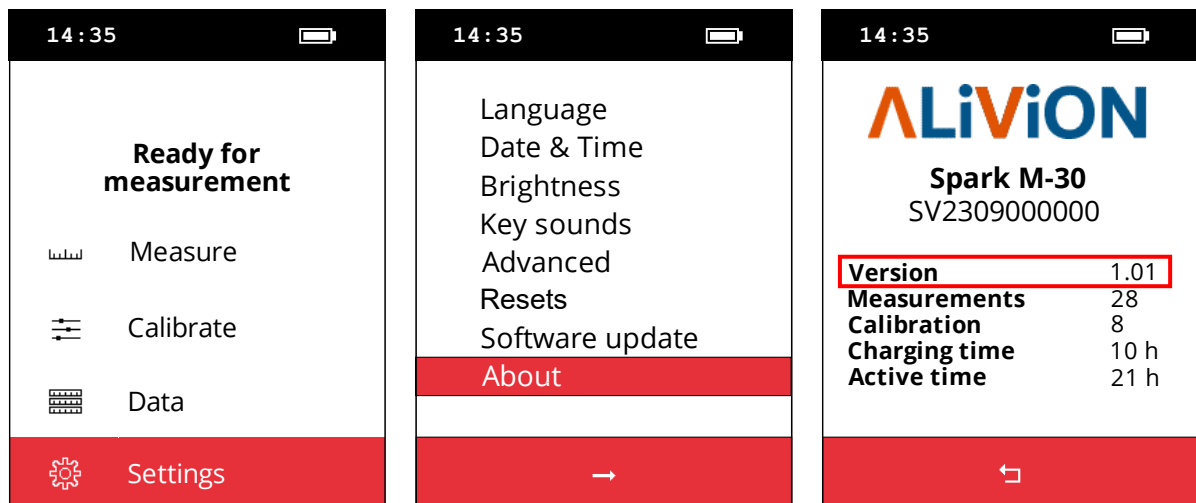 14:35
Ready for
measurement
Measure
Calibrate
Data
Settings
14:35
Language
Date & Time
Brightness
Key sounds
Advanced
Resets
Software update
About
→
14:35
ALiViON
Spark M-30
SV2309000000
Version 1.01
Measurements 28
Calibration 8
Charging time 10 h
Active time 21 h